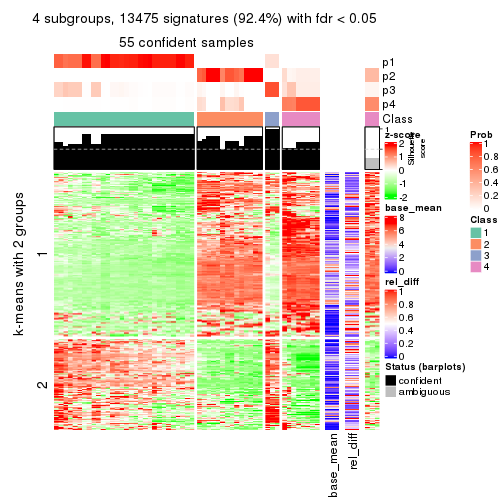 4 subgroups, 13475 signatures (92.4%) with fdr < 0.05
55 confident samples
p1
p2
p3
p4
Class
Silhouette score
1
k-means with 2 groups
1
2
base_mean
rel_diff
z-score
2
1
0
-1
-2
base_mean
8
6
4
2
0
rel_diff
1
0.8
0.6
0.4
0.2
0
Status (barplots)
confident
ambiguous
Prob
1
0.8
0.6
0.4
0.2
0
Class
1
2
3
4